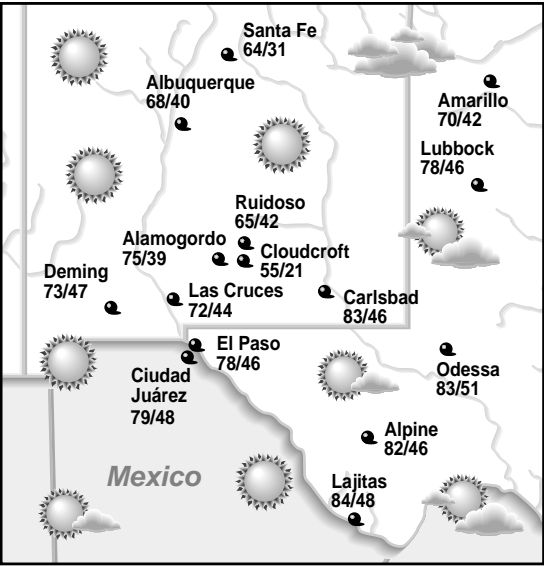 Santa Fe
64/31
Albuquerque
68/40
Amarillo
70/42
Lubbock
78/46
Ruidoso
65/42
Alamogordo
75/39
Cloudcroft
55/21
Deming
73/47
Las Cruces
72/44
Carlsbad
83/46
El Paso
78/46
Odessa
83/51
Ciudad
Juárez
79/48
Alpine
82/46
Mexico
Lajitas
84/48